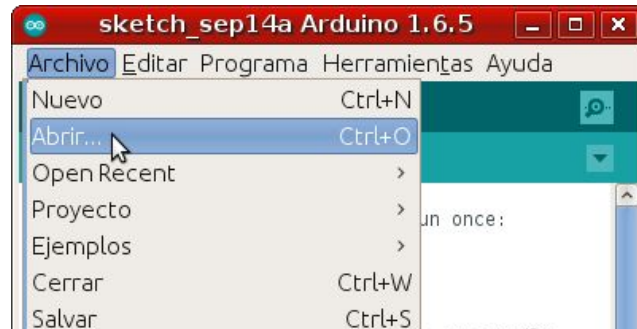 sketch_sep14a Arduino 1.6.5
Archivo Editar Programa Herramientas Ayuda
Nuevo Ctrl+N
Abrir... Ctrl+O
Open Recent
Proyecto
un once:
Ejemplos
Cerrar Ctrl+W
Salvar Ctrl+S